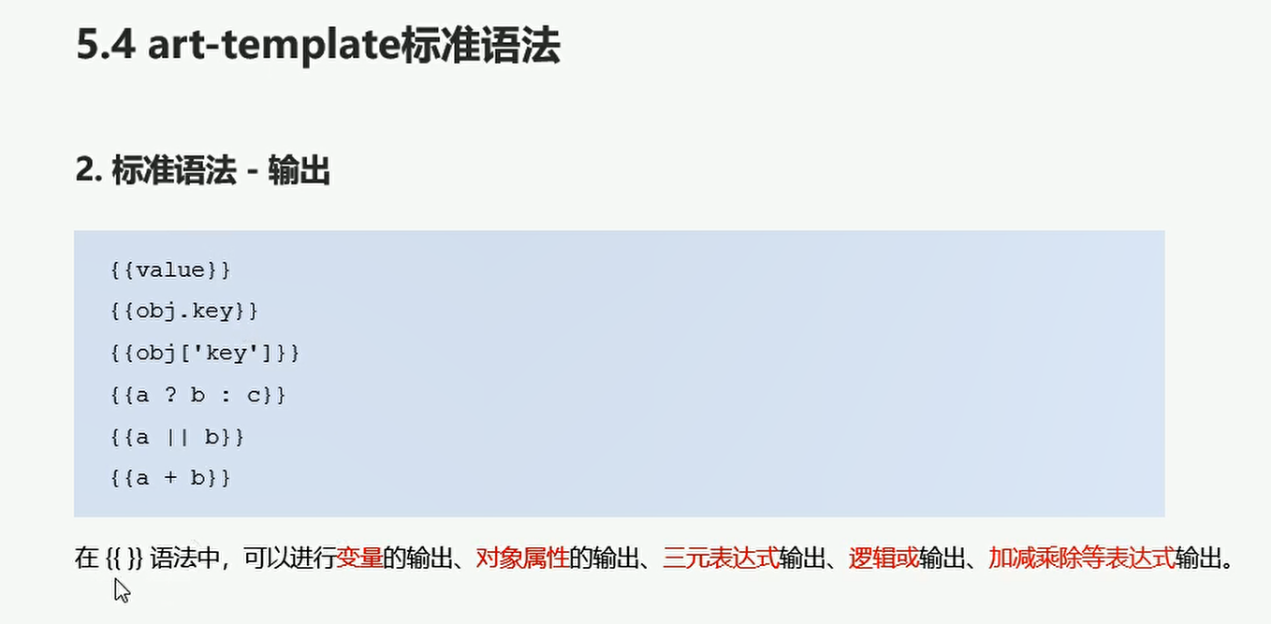 5.4 art-template标准语法
2. 标准语法 - 输出
{{value}}
{{obj.key}}
{{obj['key']}}
{{a ? b : c}}
{{a || b}}
{{a + b}}
在 {{ }} 语法中，可以进行变量的输出、对象属性的输出、三元表达式输出、逻辑或输出、加减乘除等表达式输出。